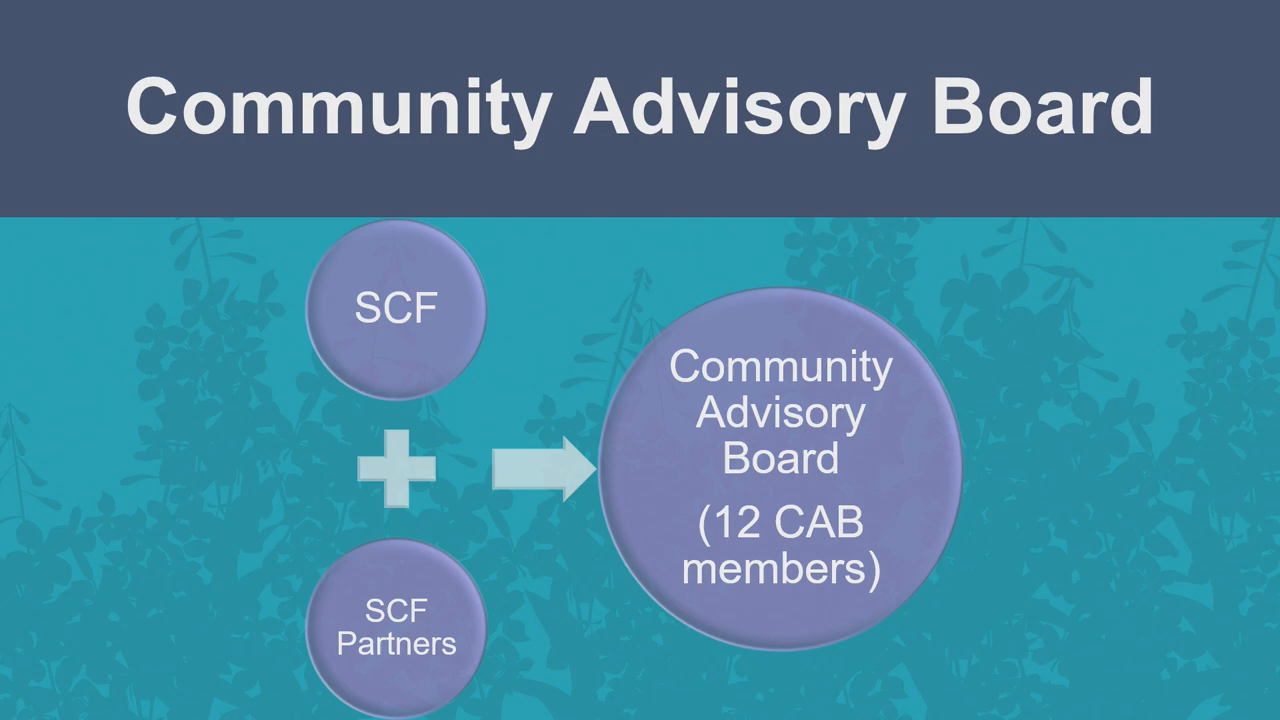 Community Advisory Board
SCF
SCF
Partners
Community
Advisory
Board
(12 CAB
members)